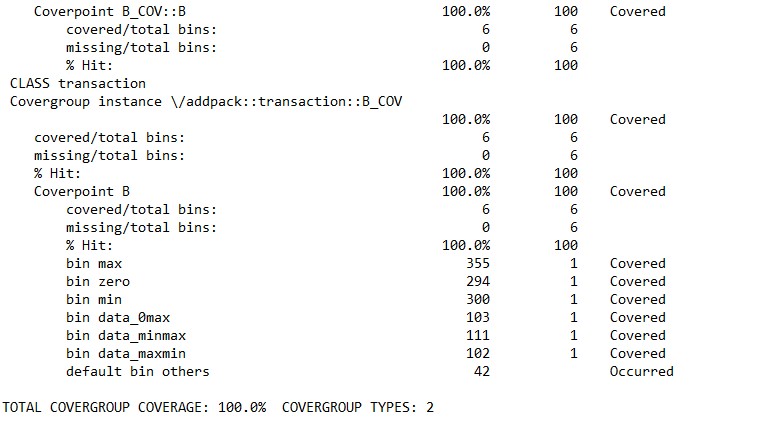 Coverpoint B_COV::B 100.0% 100 Covered
covered/total bins: 6 6
missing/total bins: 0 6
% Hit: 100.0% 100
CLASS transaction
Covergroup instance \/addpack::transaction::B_COV
100.0% 100 Covered
covered/total bins: 6 6
missing/total bins: 0 6
% Hit: 100.0% 100
Coverpoint B 100.0% 100 Covered
covered/total bins: 6 6
missing/total bins: 0 6
% Hit: 100.0% 100
bin max 355 1 Covered
bin zero 294 1 Covered
bin min 300 1 Covered
bin data_0max 103 1 Covered
bin data_minmax 111 1 Covered
bin data_maxmin 102 1 Covered
default bin others 42 Occurred
TOTAL COVERGROUP COVERAGE: 100.0% COVERGROUP TYPES: 2